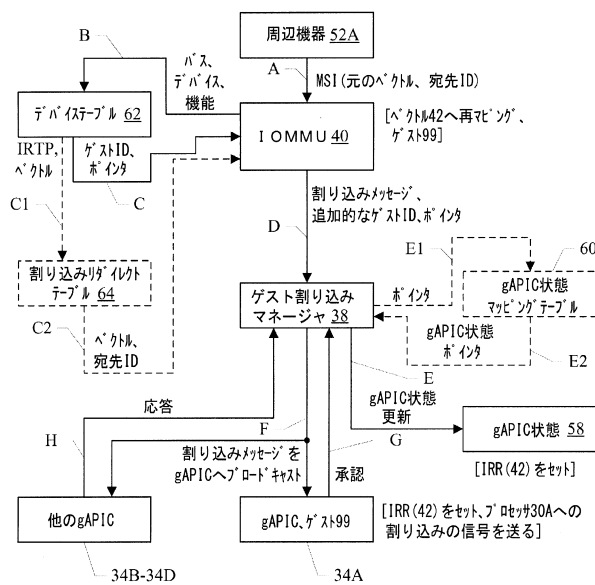 周辺機器 52A
A
MSI(元のベクトル、宛先ID)
B
バス、
デバイス、
機能
デバイステーブル 62
IOMMU 40
[ベクトル42へ再マッピング、
ゲスト99]
IRTP,
ベクトル
ゲストID、
ポインタ
C
C1
割り込みメッセージ、
追加的なゲストID、ポインタ
D
E1
60
割り込みリダイレクト
テーブル 64
ゲスト割り込み
マネージャ 38
ポインタ
gAPIC状態
マッピングテーブル
gAPIC状態
ポインタ
C2
ベクトル、
宛先ID
E
E2
応答
gAPIC状態
更新
gAPIC状態 58
H
F
G
[IRR(42)をセット]
割り込みメッセージを
gAPICへブロードキャスト
承認
他のgAPIC
gAPIC、ゲスト99
[IRR(42)をセット、プロセッサ30Aへの
割り込みの信号を送る]
34B-34D
34A